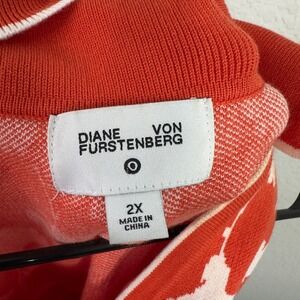 DIANE VON
FURSTENBERG
2X
MADE IN
CHINA